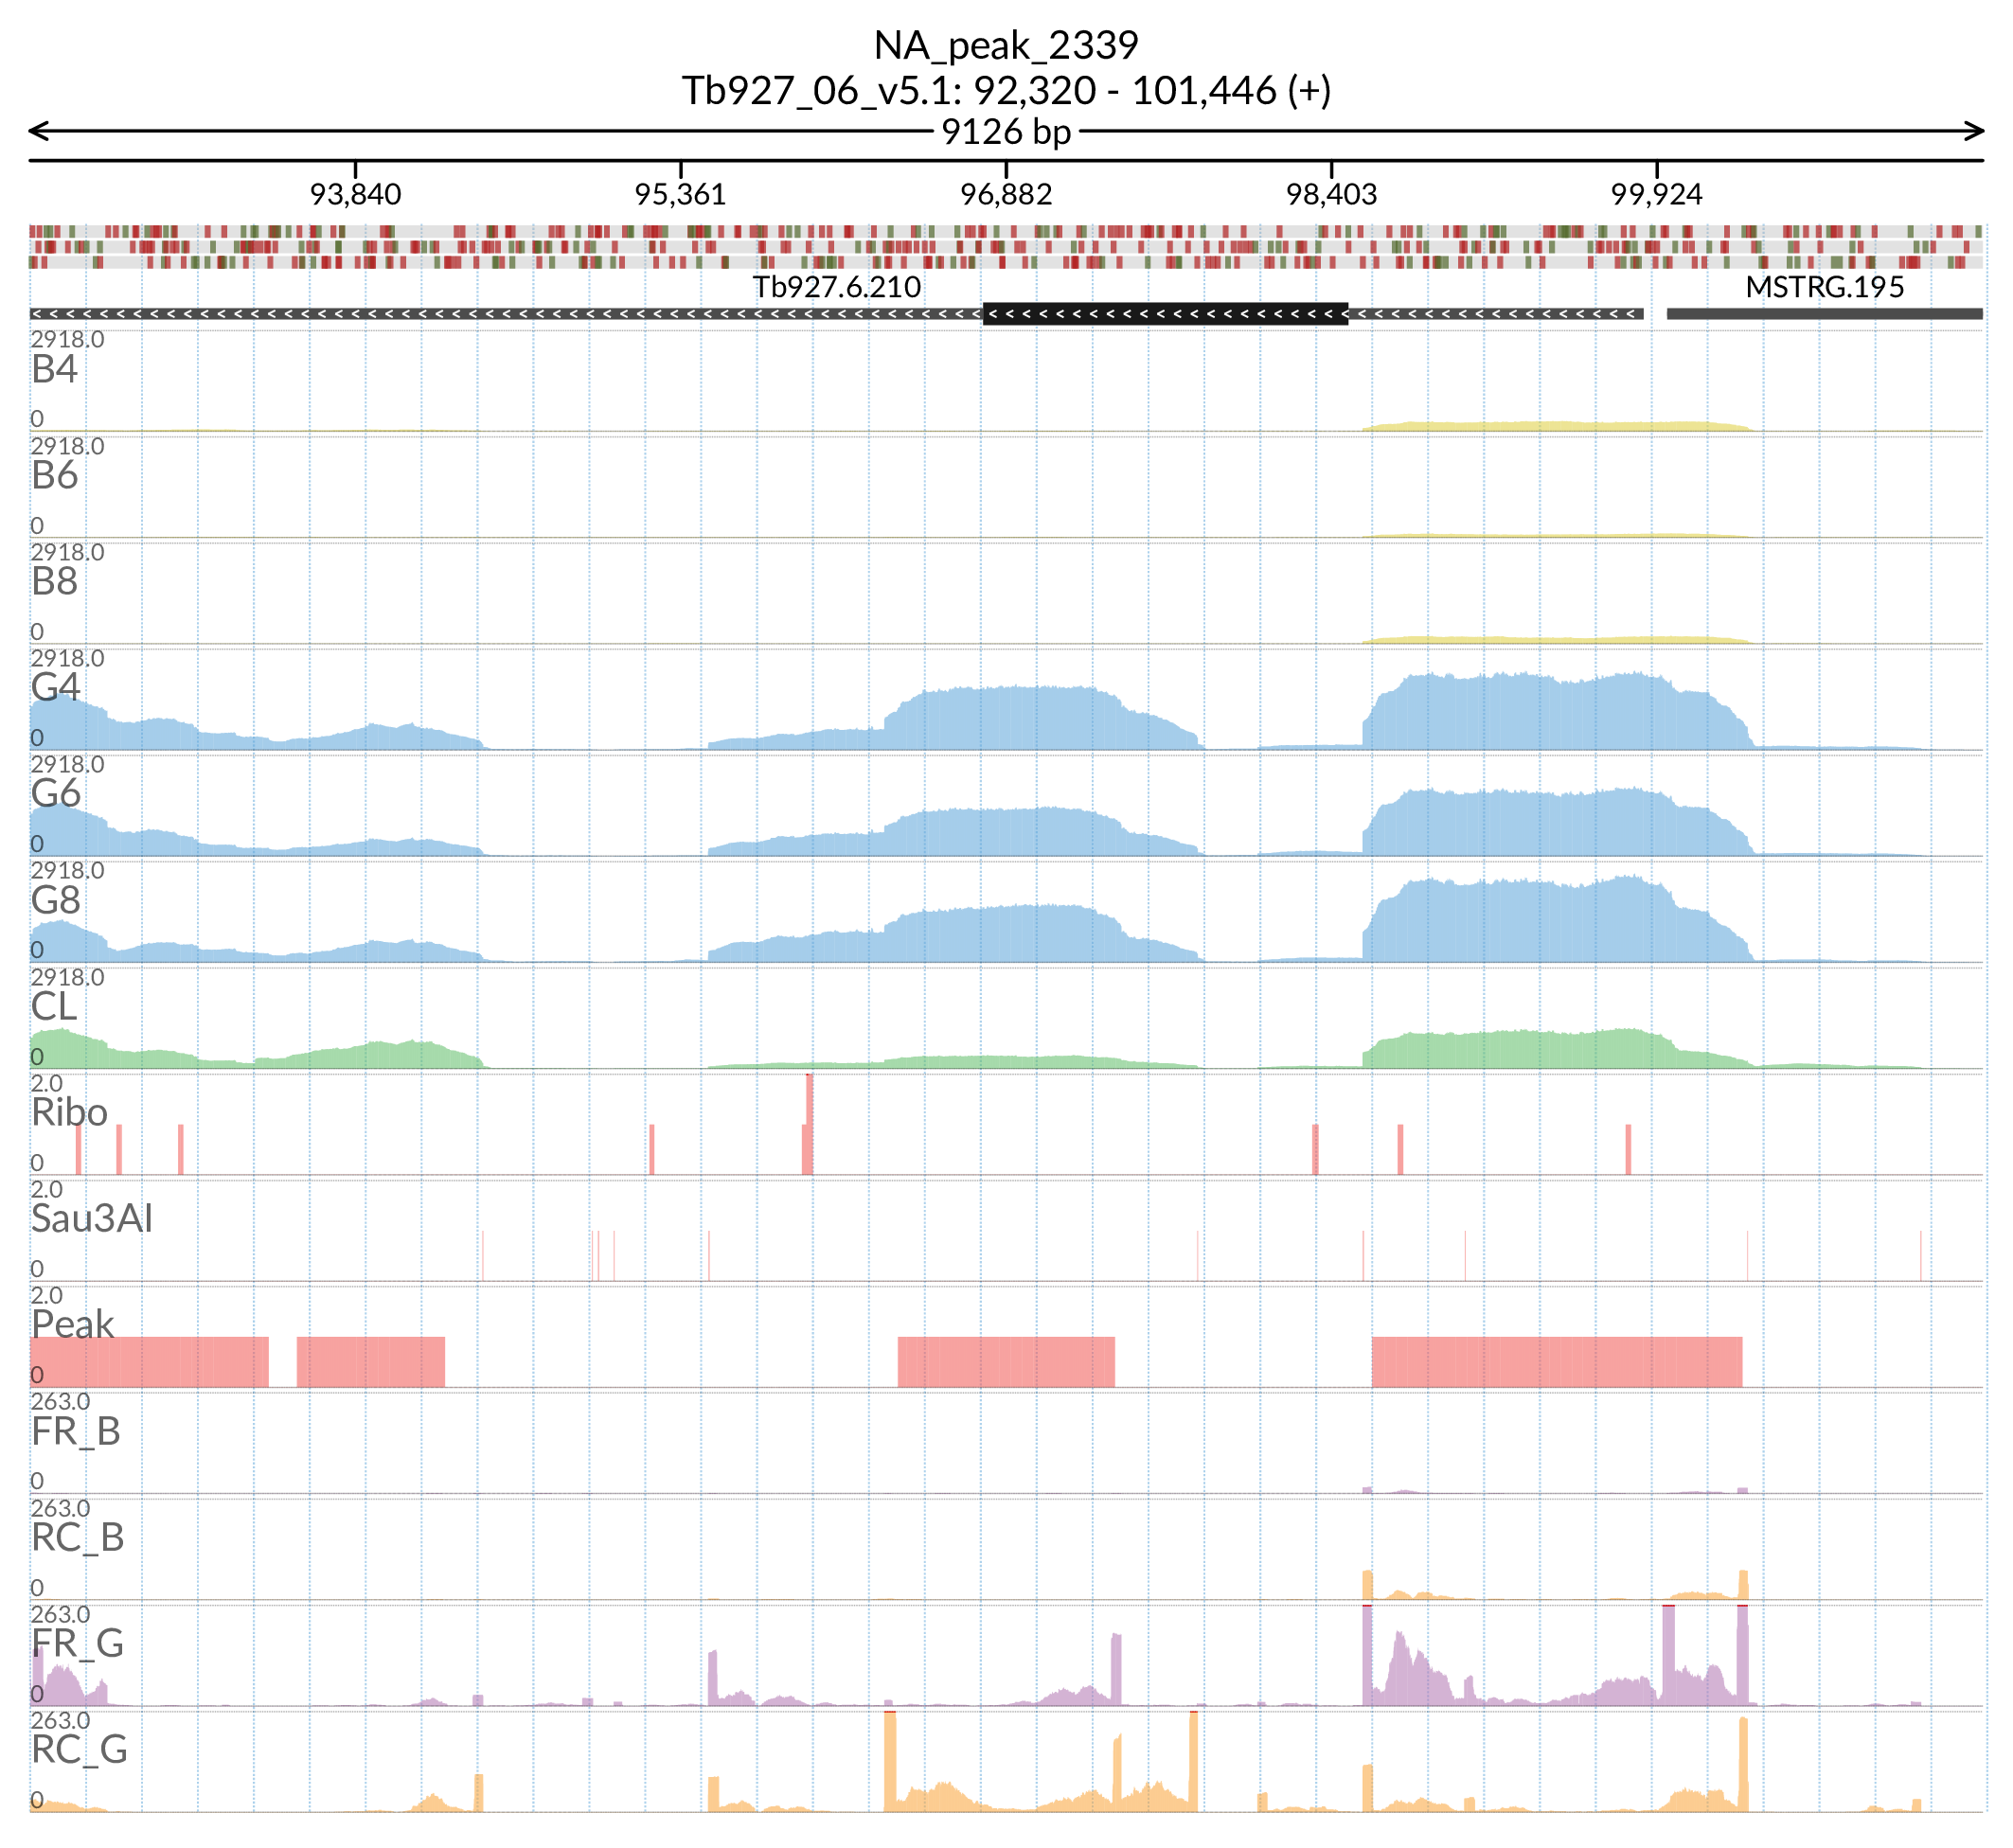 NA_peak_2339
Tb927_06_v5.1: 92,320 - 101,446 (+)
9126 bp
93,840 95,361 96,882 98,403 99,924
Tb927.6.210 MSTRG.195
2918.0
B4
0
2918.0
B6
0
2918.0
B8
0
2918.0
G4
0
2918.0
G6
0
2918.0
G8
0
2918.0
CL
0
2.0
Ribo
0
2.0
Sau3AI
0
2.0
Peak
0
263.0
FR_B
0
263.0
RC_B
0
263.0
FR_G
0
263.0
RC_G
0